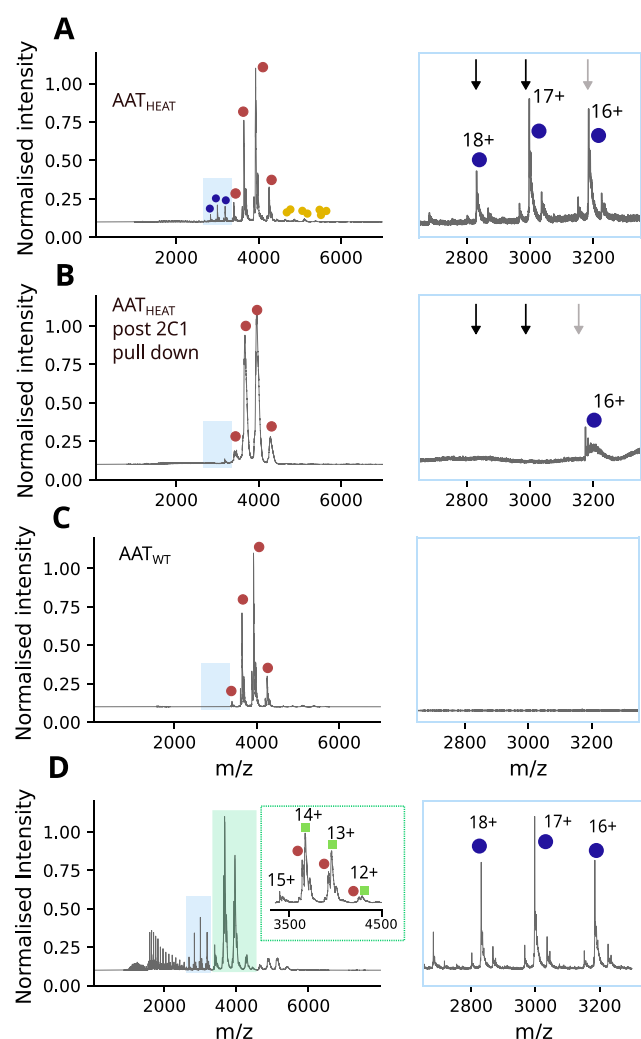 A
AAT_HEAT
Normalised intensity
1.00
0.75
0.50
0.25
0.00
2000 4000 6000
18+
17+
16+
2800 3000 3200
B
AAT_HEAT
post 2C1
pull down
Normalised intensity
1.00
0.75
0.50
0.25
0.00
2000 4000 6000
16+
2800 3000 3200
C
AAT_WT
Normalised intensity
1.00
0.75
0.50
0.25
0.00
2000 4000 6000
m/z
2800 3000 3200
m/z
D
Normalised Intensity
1.00
0.75
0.50
0.25
0.00
2000 4000 6000
m/z
14+
13+
15+
12+
3500 4500
18+
17+
16+
2800 3000 3200
m/z